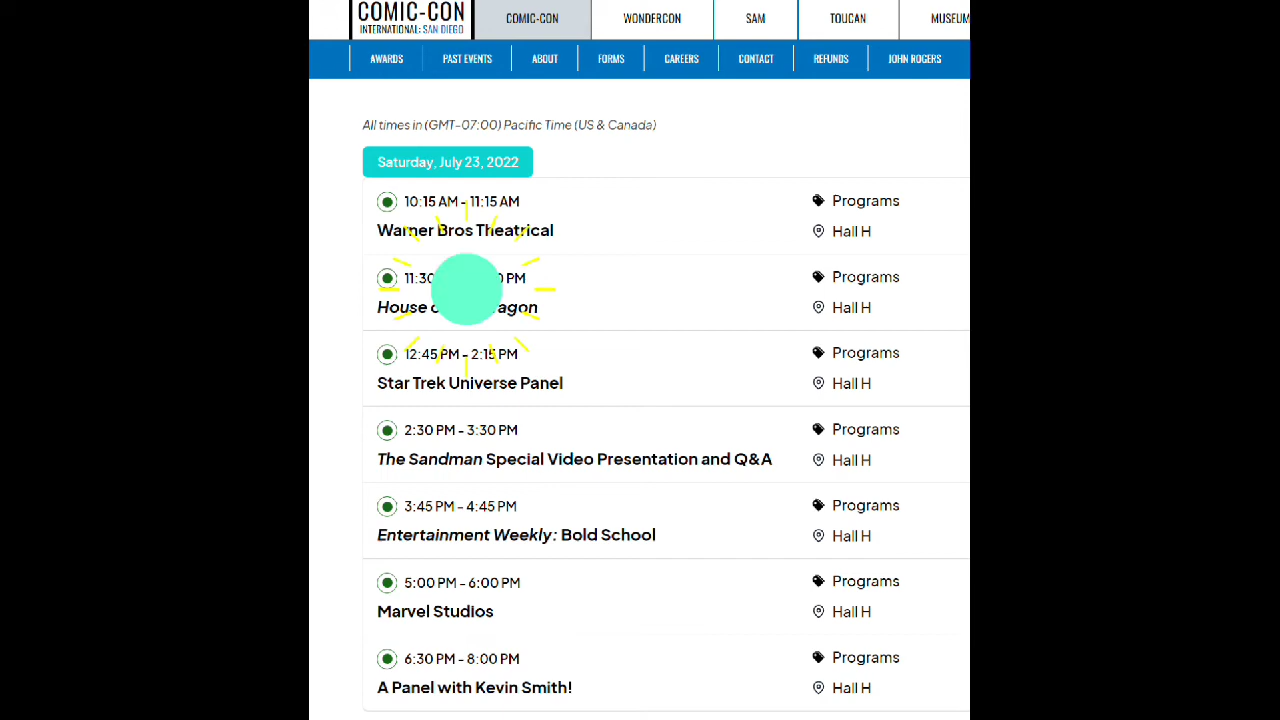 COMIC-CON
INTERNATIONAL: SAN DIEGO
COMIC-CON
WONDERCON
SAM
TOUCAN
MUSEUM
AWARDS
PAST EVENTS
ABOUT
FORMS
CAREERS
CONTACT
REFUNDS
JOHN ROGERS
All times in (GMT-07:00) Pacific Time (US & Canada)
Saturday, July 23, 2022
10:15 AM - 11:15 AM
Programs
Warner Bros Theatrical
Hall H
PM
Programs
House
Hall H
12:45 PM - 2:15 PM
Programs
Star Trek Universe Panel
Hall H
2:30 PM - 3:30 PM
Programs
The Sandman Special Video Presentation and Q&A
Hall H
3:45 PM - 4:45 PM
Programs
Entertainment Weekly: Bold School
Hall H
5:00 PM - 6:00 PM
Programs
Marvel Studios
Hall H
6:30 PM - 8:00 PM
Programs
A Panel with Kevin Smith!
Hall H